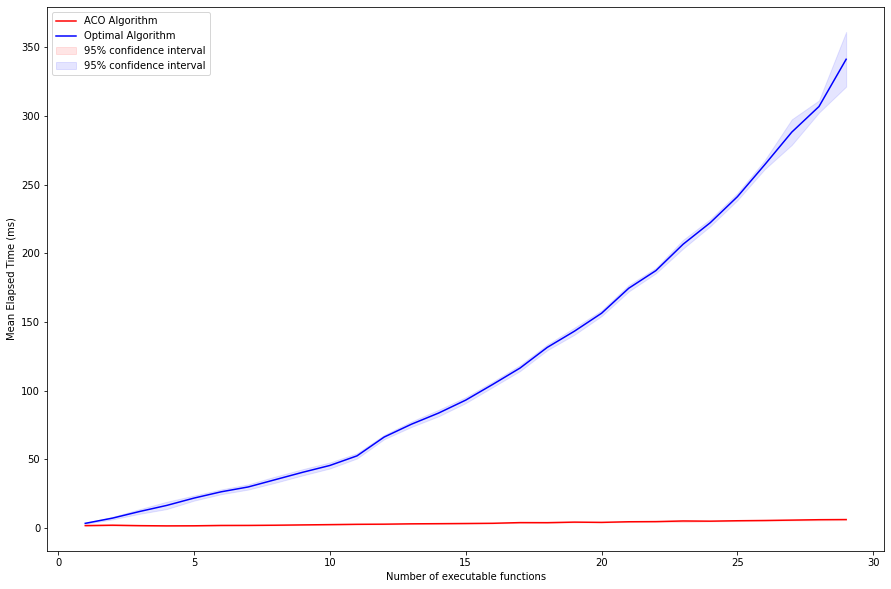 ACO Algorithm
Optimal Algorithm
95% confidence interval
95% confidence interval
350
300
250
200
150
100
50
0
Mean Elapsed Time (ms)
0 5 10 15 20 25 30
Number of executable functions